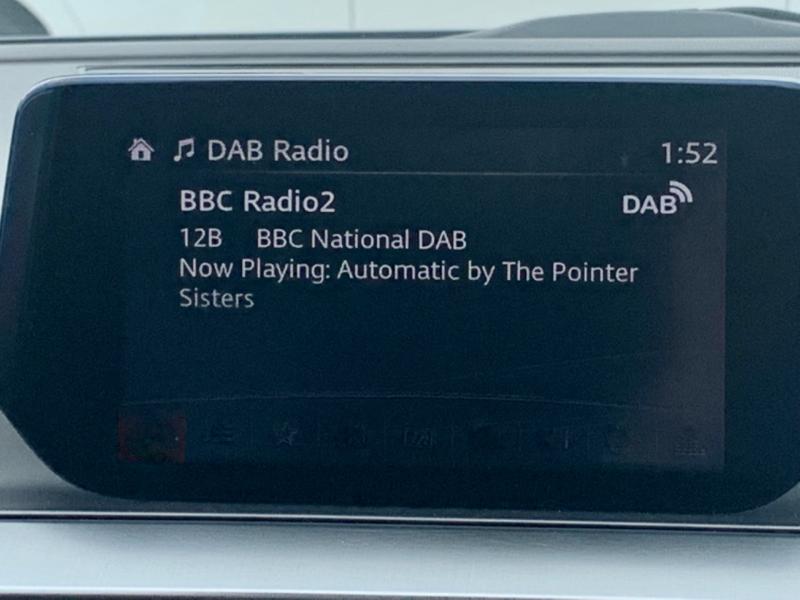 DAB Radio 1:52
BBC Radio2 DAB
12B BBC National DAB
Now Playing: Automatic by The Pointer
Sisters